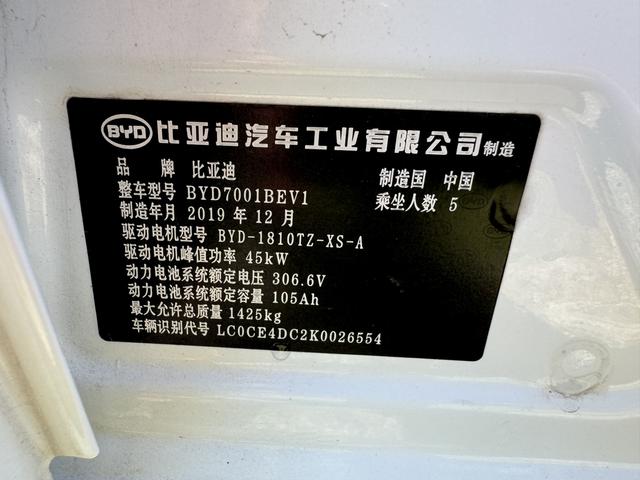 BYD 比亚迪汽车工业有限公司制造
品 牌 比亚迪 制造国 中国
整车型号 BYD7001BEV1 乘坐人数 5
制造年月 2019 年 12 月
驱动电机型号 BYD-1810TZ-XS-A
驱动电机峰值功率 45kW
动力电池系统额定电压 306.6V
动力电池系统额定容量 105Ah
最大允许总质量 1425kg
车辆识别代号 LC0CE4DC2K0026554